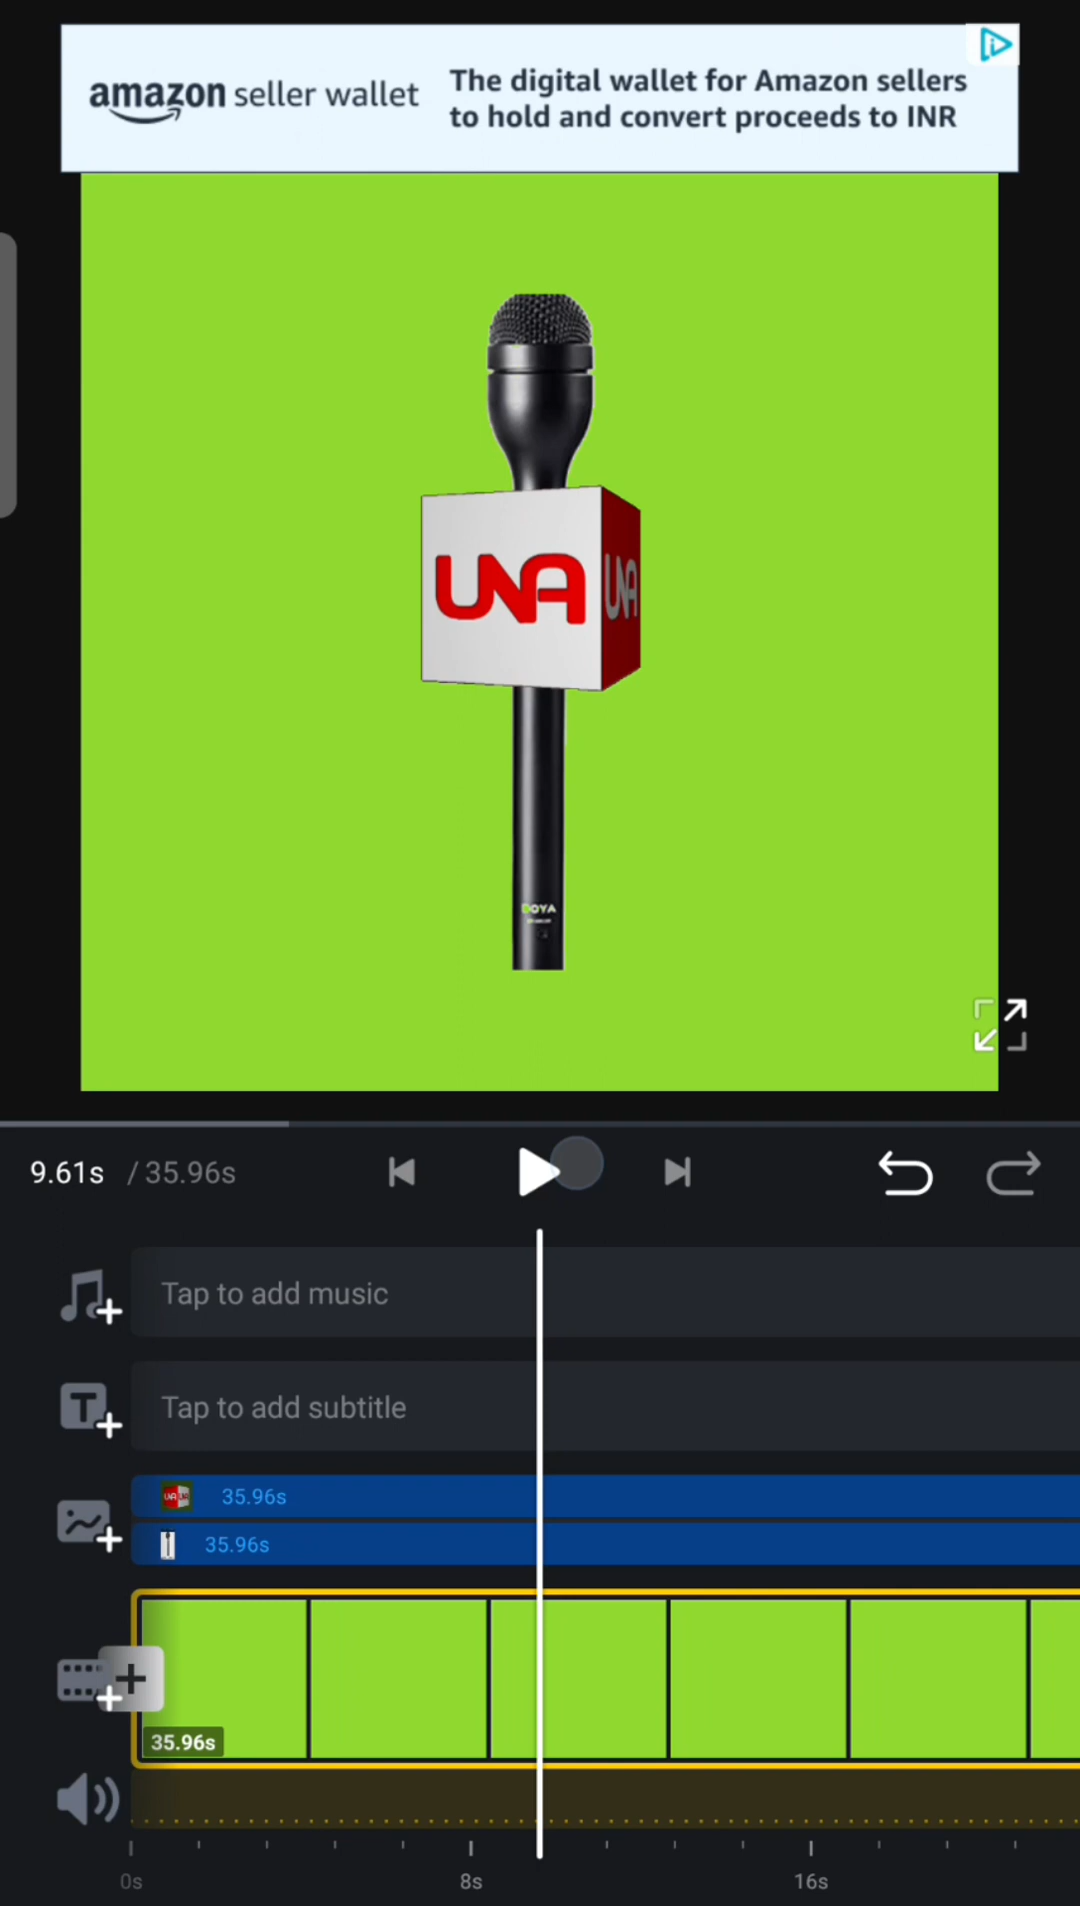 amazon seller wallet
The digital wallet for Amazon sellers
to hold and convert proceeds to INR
UNA
UNA
BOYA
9.61s / 35.96s
Tap to add music
T
Tap to add subtitle
35.96s
35.96s
35.96s
0s 8s 16s